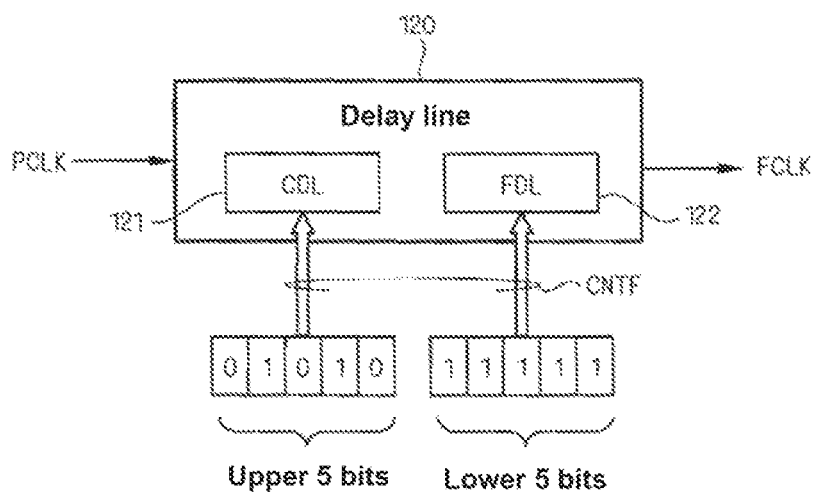 120
Delay line
PCLK
CDL
FDL
FCLK
121
122
CNTF
0 1 0 1 0
1 1 1 1 1
Upper 5 bits
Lower 5 bits